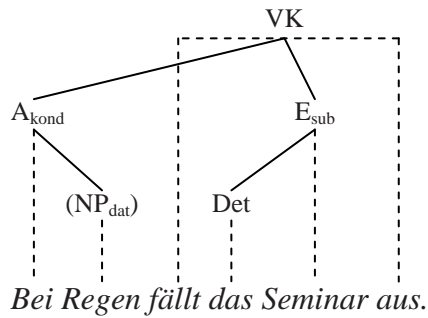 VK
A_kond E_sub
(NP_dat) Det
Bei Regen fällt das Seminar aus.